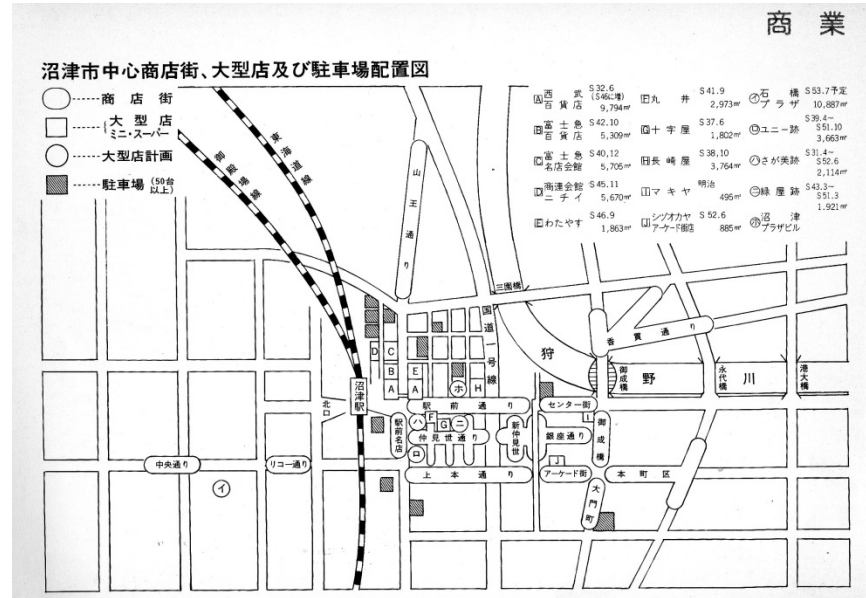 商業
沼津市中心商店街、大型店及び駐車場配置図
商店街
大型店
ミニ・スーパー
大型店計画
駐車場(50台以上)
A 西武百貨店 S32.6 (S46に増) 9,794㎡
B 富士急百貨店 S42.10 5,309㎡
C 富士急名店会館 S40,12 5,705㎡
D 商連会館ニチイ S45.11 5,670㎡
E わたやす S46.9 1,863㎡
F 丸井 S41.9 2,973㎡
G 十字屋 S37.6 1,802㎡
H 長崎屋 S38,10 3,764㎡
I マキヤ 明治 495㎡
J シヅオカヤアーケード街店 S52.6 885㎡
イ 石橋プラザ S53.7予定 10,887㎡
ロ ユニー跡 S39.4~S51.10 3,663㎡
ハ さが美跡 S31.4~S52.6 2,114㎡
ニ 緑屋跡 S43.3~S51.3 1.921㎡
ホ 沼津プラザビル
東海道線
御殿場線
山王通り
三園橋
国道一号線
香貫通り
狩野川
御成橋
永代橋
港大橋
D
C
B
E
A
A
ホ
H
沼津駅
北口
駅前通り
センター街
I
駅前名店
ハ
F
G
ニ
仲見世通り
新仲見世
銀座通り
御成橋
ロ
J
中央通り
リコー通り
上本通り
アーケード街
本町区
大門町
イ